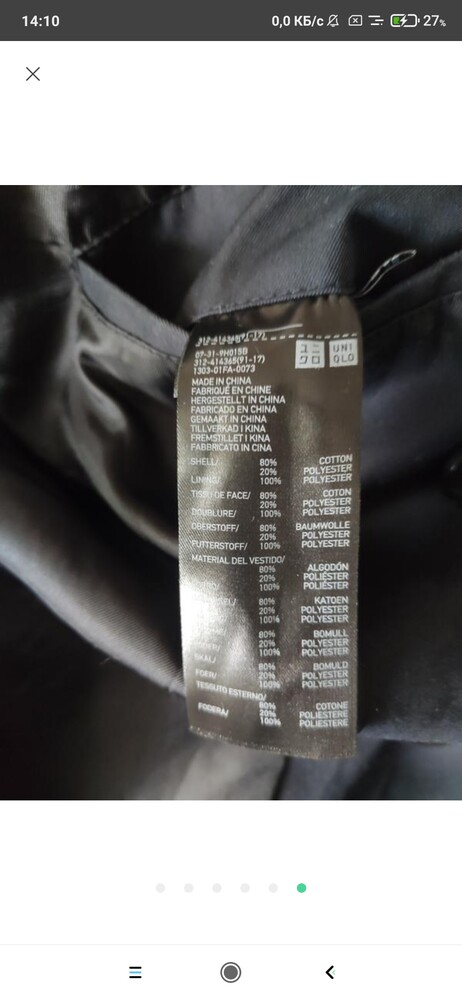 14:10
0,0 КБ/с
27%
07-31-9H015B
312-414365(91-17)
1303-01FA-0073
ユニ
クロ
UNI
QLO
MADE IN CHINA
FABRIQUÉ EN CHINE
HERGESTELLT IN CHINA
FABRICADO EN CHINA
GEMAAKT IN CHINA
TILLVERKAD I KINA
FREMSTILLET I KINA
FABBRICATO IN CINA
SHELL/ 80% COTTON
20% POLYESTER
LINING/ 100% POLYESTER
TISSU DE FACE/ 80% COTON
20% POLYESTER
DOUBLURE/ 100% POLYESTER
OBERSTOFF/ 80% BAUMWOLLE
20% POLYESTER
FUTTERSTOFF/ 100% POLYESTER
MATERIAL DEL VESTIDO/
80% ALGODÓN
20% POLIÉSTER
100% POLIÉSTER
80% KATOEN
20% POLYESTER
100% POLYESTER
80% BOMULL
20% POLYESTER
100% POLYESTER
SKAL/
80% BOMULD
FOER/ 20% POLYESTER
100% POLYESTER
TESSUTO ESTERNO/
80% COTONE
20% POLIESTERE
FODERA/ 100% POLIESTERE